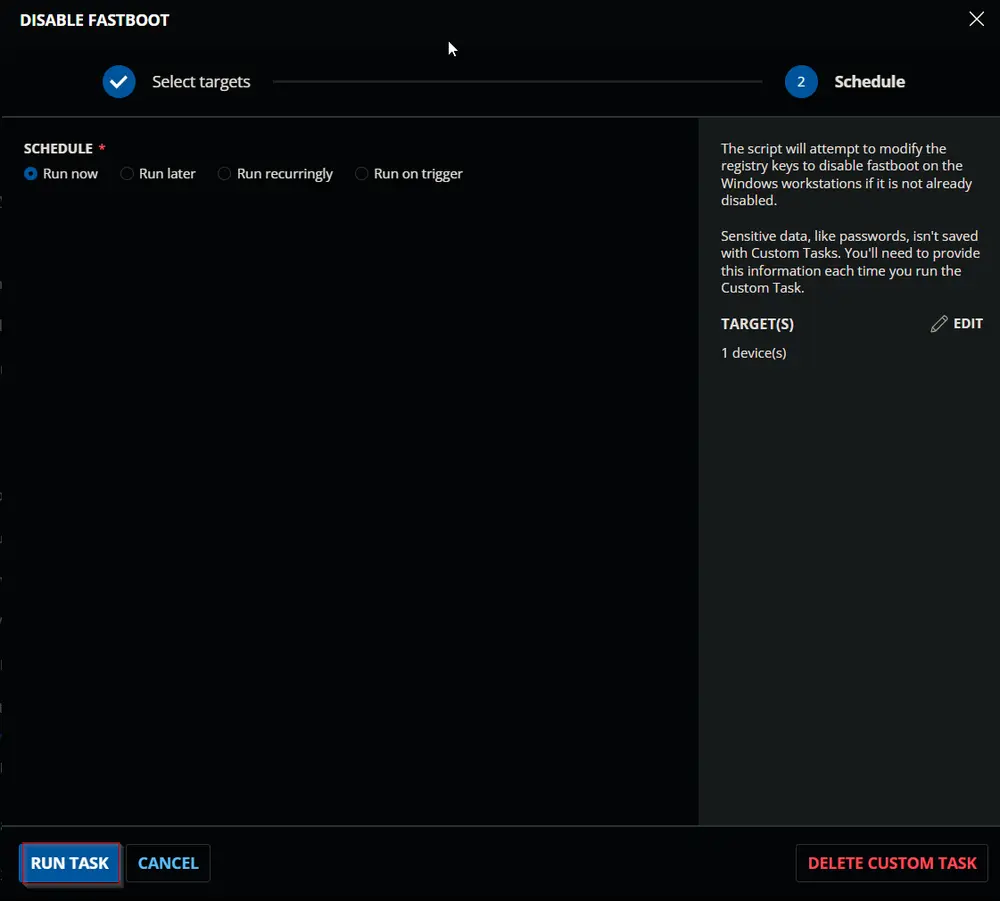 DISABLE FASTBOOT
Select targets
2
Schedule
SCHEDULE *
Run now
Run later
Run recurringly
Run on trigger
The script will attempt to modify the
registry keys to disable fastboot on the
Windows workstations if it is not already
disabled.
Sensitive data, like passwords, isn't saved
with Custom Tasks. You'll need to provide
this information each time you run the
Custom Task.
TARGET(S)
EDIT
1 device(s)
RUN TASK
CANCEL
DELETE CUSTOM TASK